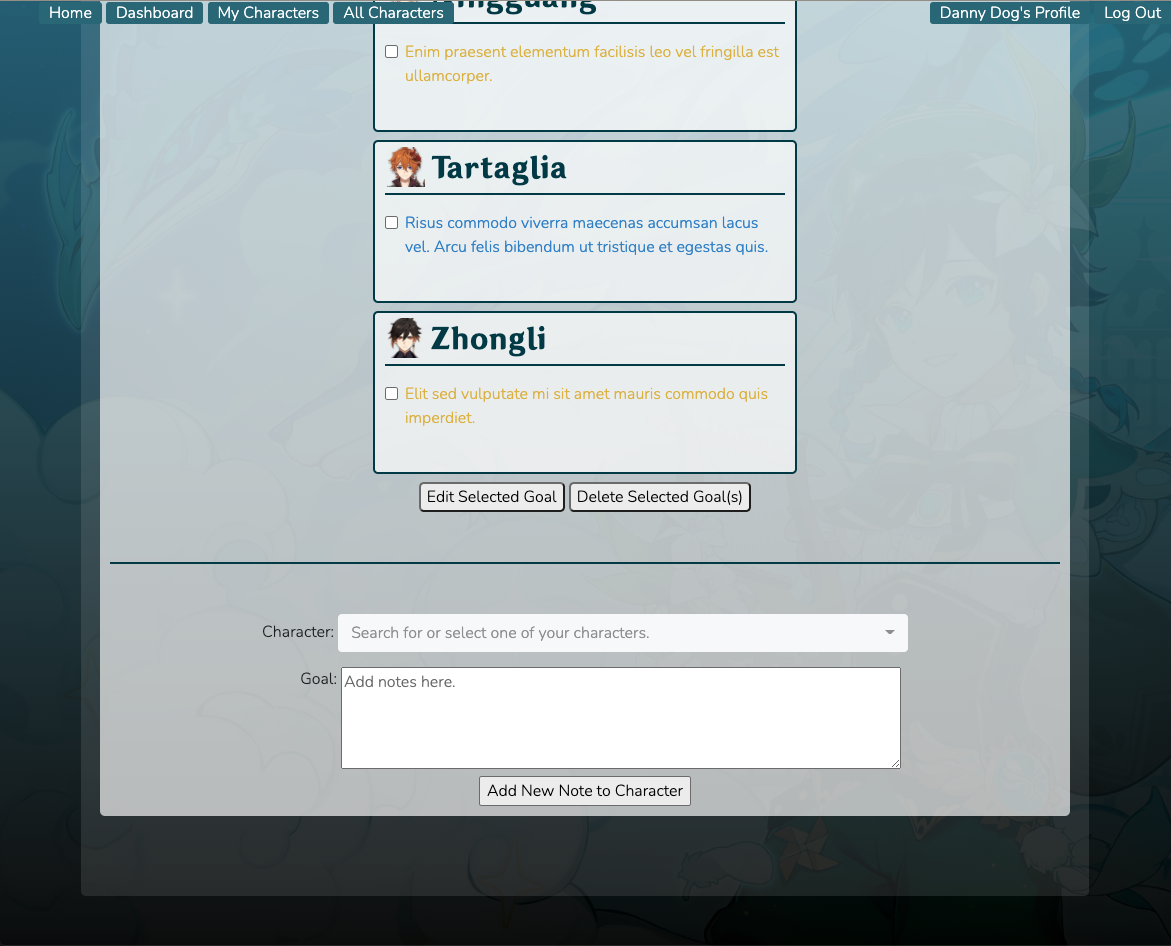 Home Dashboard My Characters All Characters Danny Dog's Profile Log Out
Enim praesent elementum facilisis leo vel fringilla est
ullamcorper.
Tartaglia
Risus commodo viverra maecenas accumsan lacus
vel. Arcu felis bibendum ut tristique et egestas quis.
Zhongli
Elit sed vulputate mi sit amet mauris commodo quis
imperdiet.
Edit Selected Goal Delete Selected Goal(s)
Character: Search for or select one of your characters.
Goal: Add notes here.
Add New Note to Character